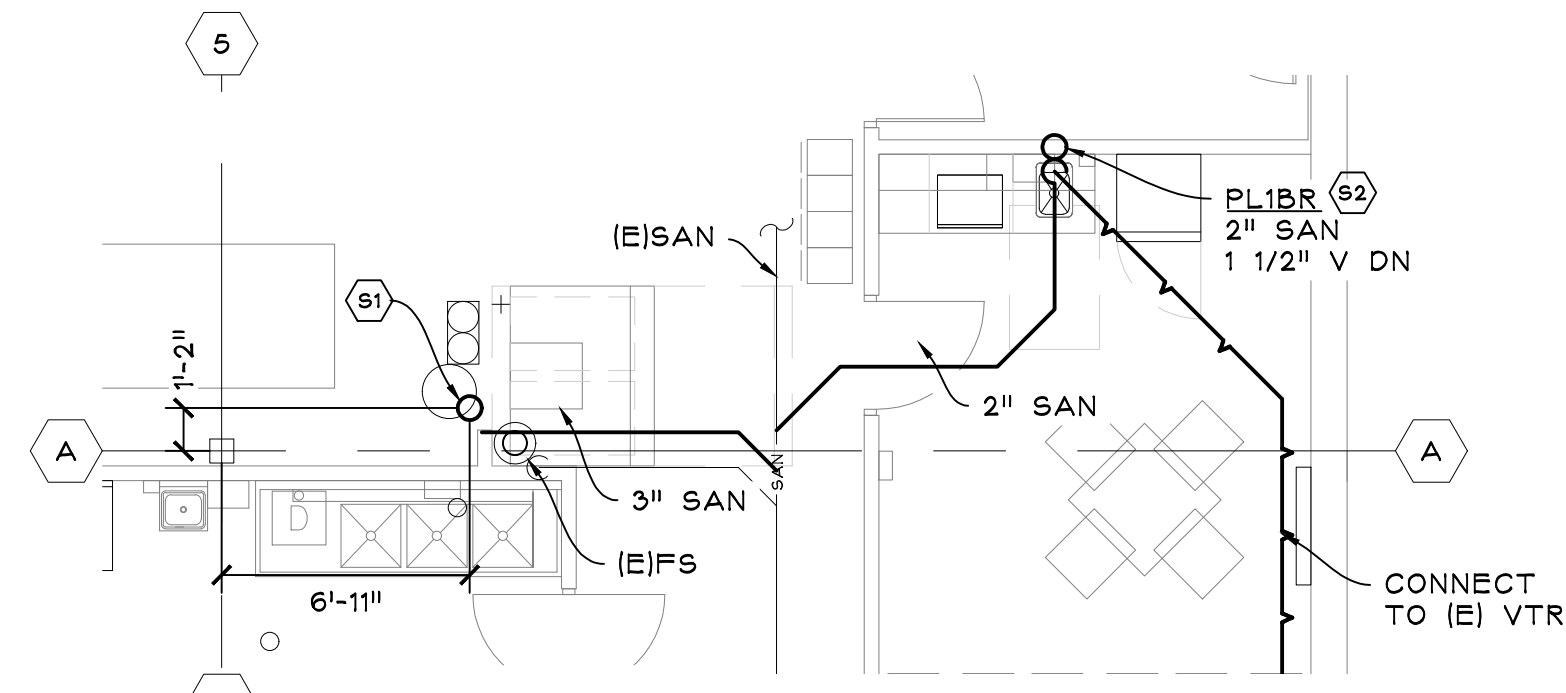 5
PL1BR S2
2" SAN
1 1/2" V DN
(E)SAN
S1
1'-2"
2" SAN
A
A
SAN
3" SAN
(E)FS
6'-11"
CONNECT
TO (E) VTR
D